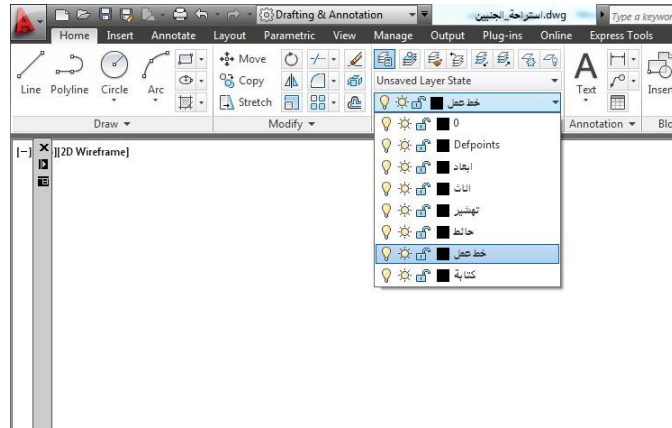 Drafting & Annotation
استراحة_الجنبين.dwg
Type a keywor
Home Insert Annotate Layout Parametric View Manage Output Plug-ins Online Express Tools
Line Polyline Circle Arc
Move
Copy
Stretch
Unsaved Layer State
خط عمل
Text
Insert
Draw
Modify
Annotation
Blo
0
Defpoints
ابعاد
اثاث
تهشير
حائط
خط عمل
كتابة
[−] ][2D Wireframe]